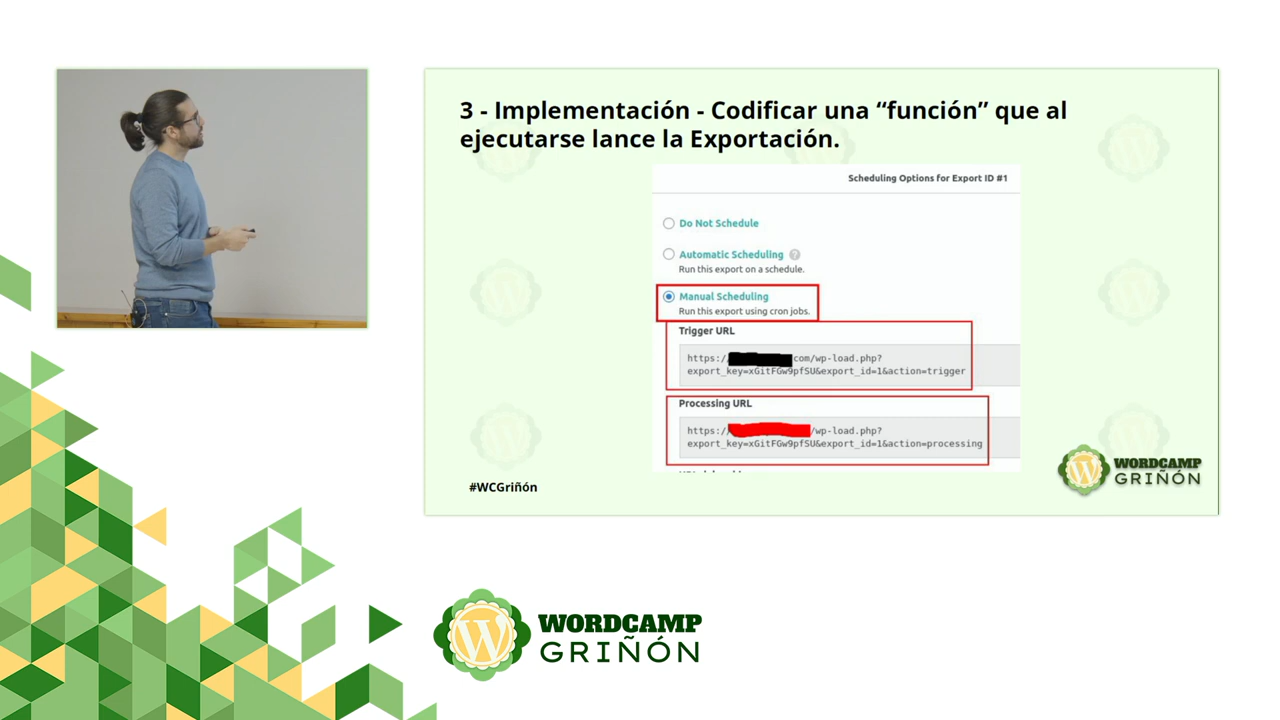 3 - Implementación - Codificar una “función” que al
ejecutarse lance la Exportación.
Scheduling Options for Export ID #1
Do Not Schedule
Automatic Scheduling ?
Run this export on a schedule.
Manual Scheduling
Run this export using cron jobs.
Trigger URL
https:/ com/wp-load.php?
export_key=xGitFGw9pfSU&export_id=1&action=trigger
Processing URL
https:/ /wp-load.php?
export_key=xGitFGw9pfSU&export_id=1&action=processing
#WCGriñón
WORDCAMP
GRIÑÓN
WORDCAMP
GRIÑÓN